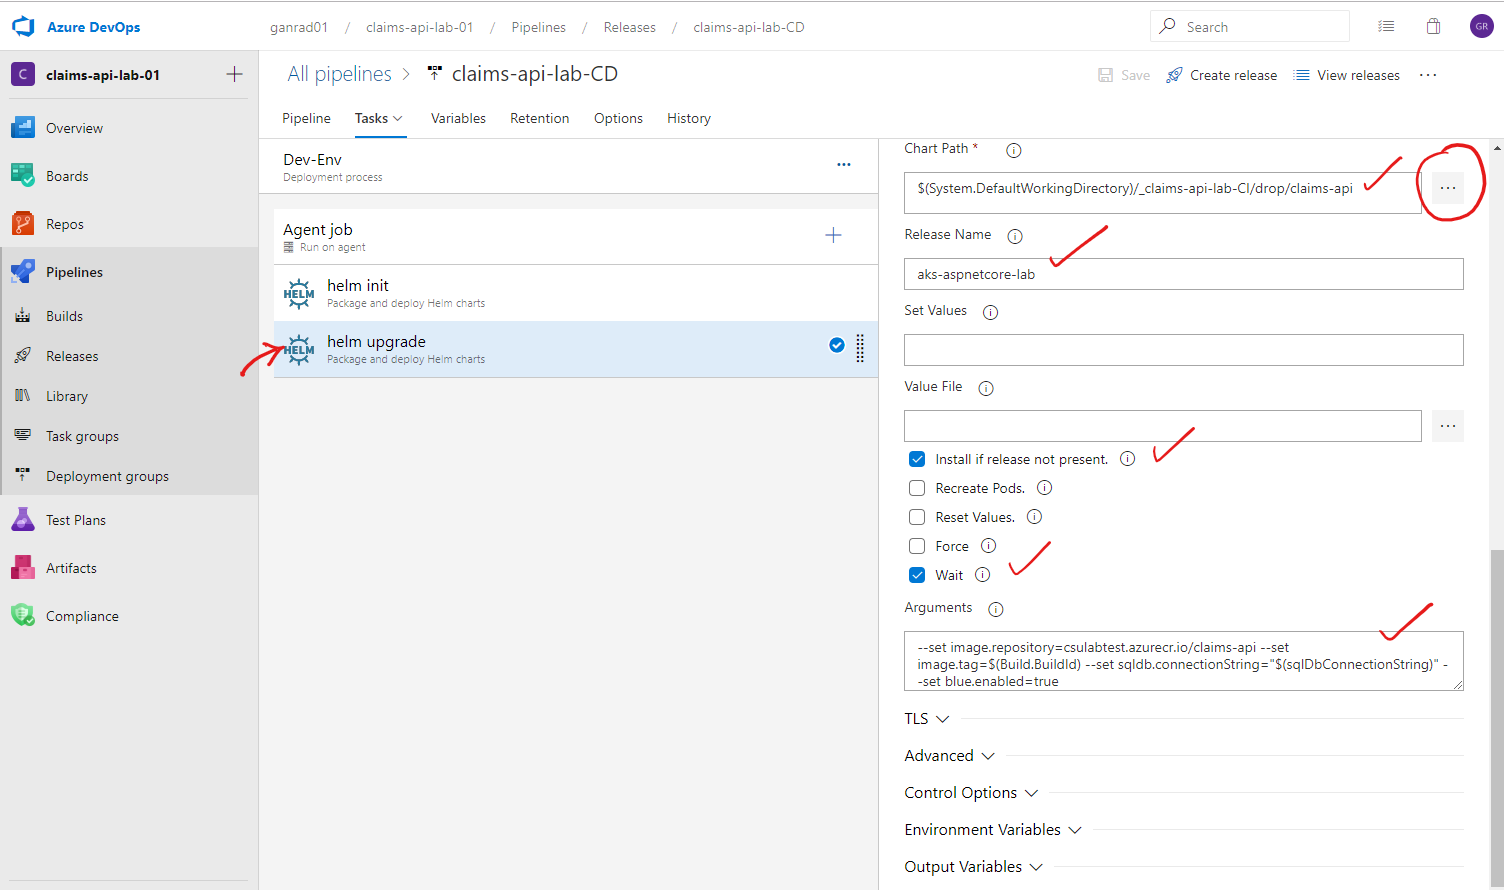 Azure DevOps
ganrad01 / claims-api-lab-01 / Pipelines / Releases / claims-api-lab-CD
Search
GR
C claims-api-lab-01
Overview
Boards
Repos
Pipelines
Builds
Releases
Library
Task groups
Deployment groups
Test Plans
Artifacts
Compliance
All pipelines > claims-api-lab-CD
Save Create release View releases ...
Pipeline Tasks Variables Retention Options History
Dev-Env
Deployment process
...
Agent job
Run on agent
HELM
helm init
Package and deploy Helm charts
HELM
helm upgrade
Package and deploy Helm charts
Chart Path *
$(System.DefaultWorkingDirectory)/_claims-api-lab-CI/drop/claims-api
...
Release Name
aks-aspnetcore-lab
Set Values
Value File
...
Install if release not present.
Recreate Pods.
Reset Values.
Force
Wait
Arguments
--set image.repository=csulabtest.azurecr.io/claims-api --set
image.tag=$(Build.BuildId) --set sqldb.connectionString="$(sqlDbConnectionString)" -
-set blue.enabled=true
TLS
Advanced
Control Options
Environment Variables
Output Variables